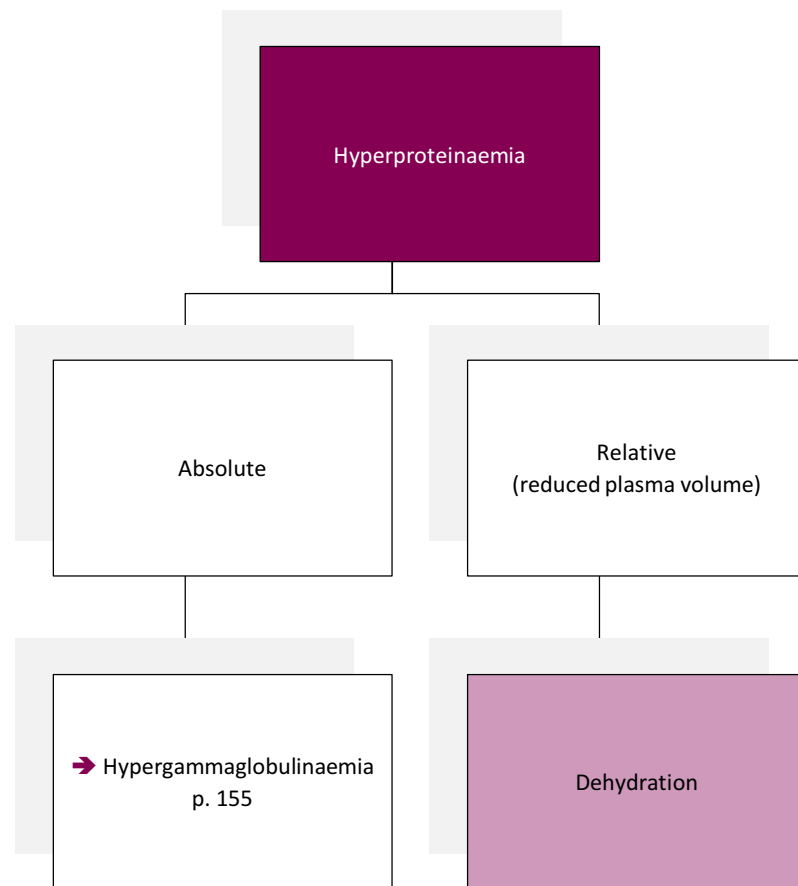 Hyperproteinaemia
Absolute
Relative
(reduced plasma volume)
➔ Hypergammaglobulinaemia
p. 155
Dehydration